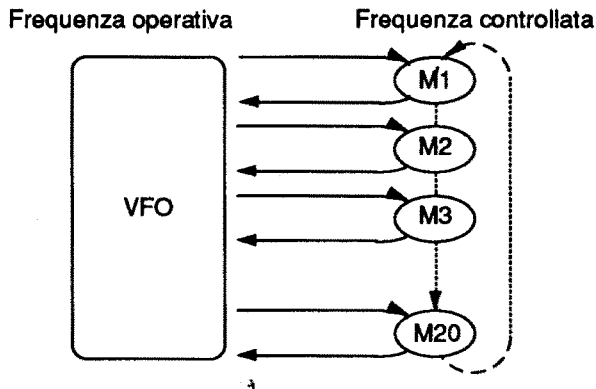 Frequenza operativa
Frequenza controllata
VFO
M1
M2
M3
M20